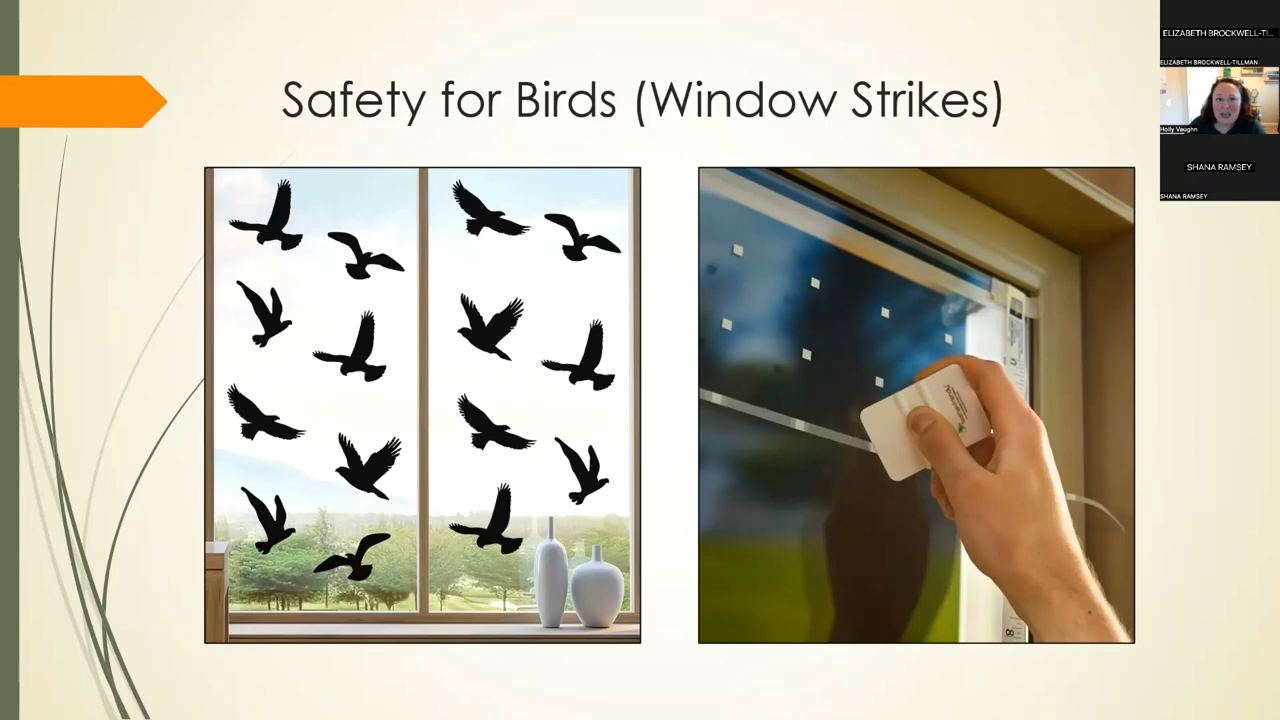 Safety for Birds (Window Strikes)
ELIZABETH BROCKWELL-TI...
ELIZABETH BROCKWELL-TILLMAN
Holly Vaughn
SHANA RAMSEY
SHANA RAMSEY